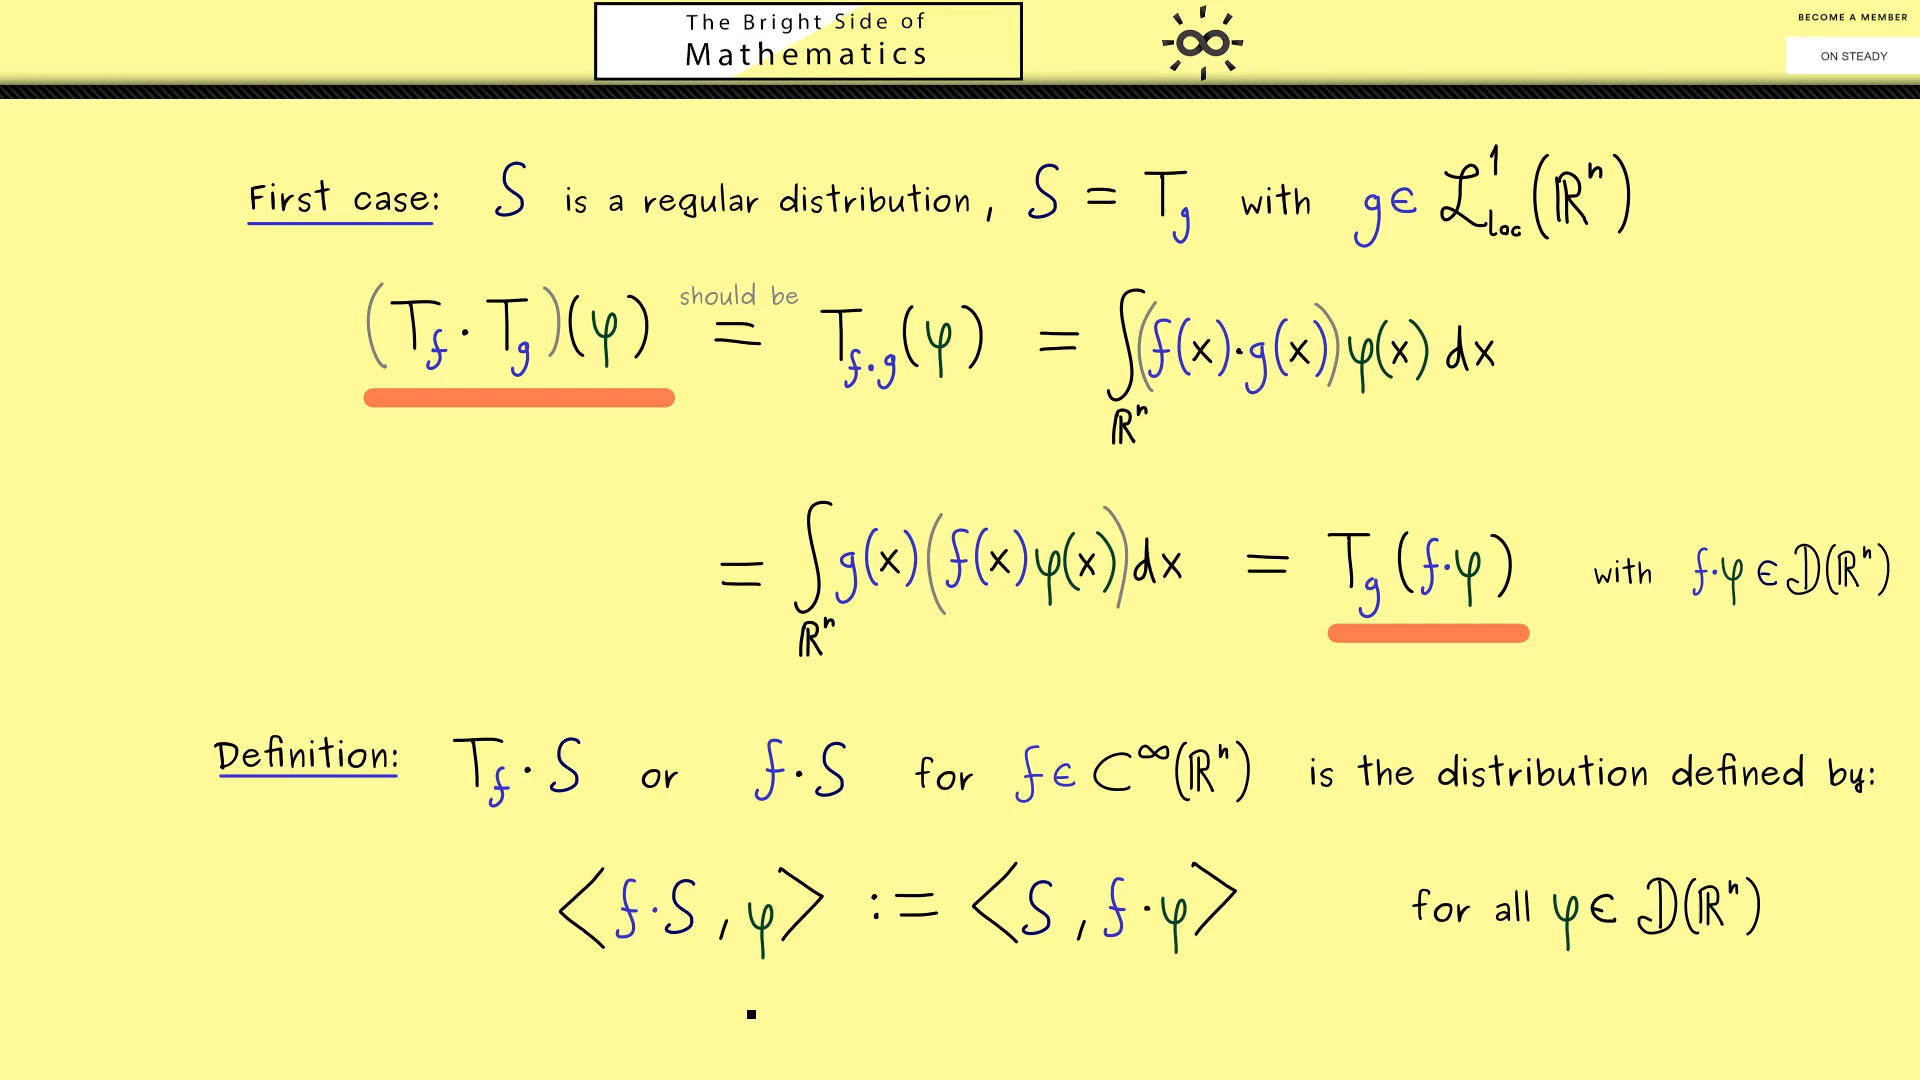 The Bright Side of
Mathematics
BECOME A MEMBER
ON STEADY
First case: S is a regular distribution, S = T_g with g ∈ ℒ¹_loc(ℝⁿ)
(T_f · T_g)(φ) should be = T_{f·g}(φ) = ∫_{ℝⁿ} (f(x)·g(x)) φ(x) dx
= ∫_{ℝⁿ} g(x)(f(x)φ(x)) dx = T_g(f·φ) with f·φ ∈ 𝒟(ℝⁿ)
Definition: T_f · S or f · S for f ∈ C^∞(ℝⁿ) is the distribution defined by:
<f·S, φ> := <S, f·φ> for all φ ∈ 𝒟(ℝⁿ)